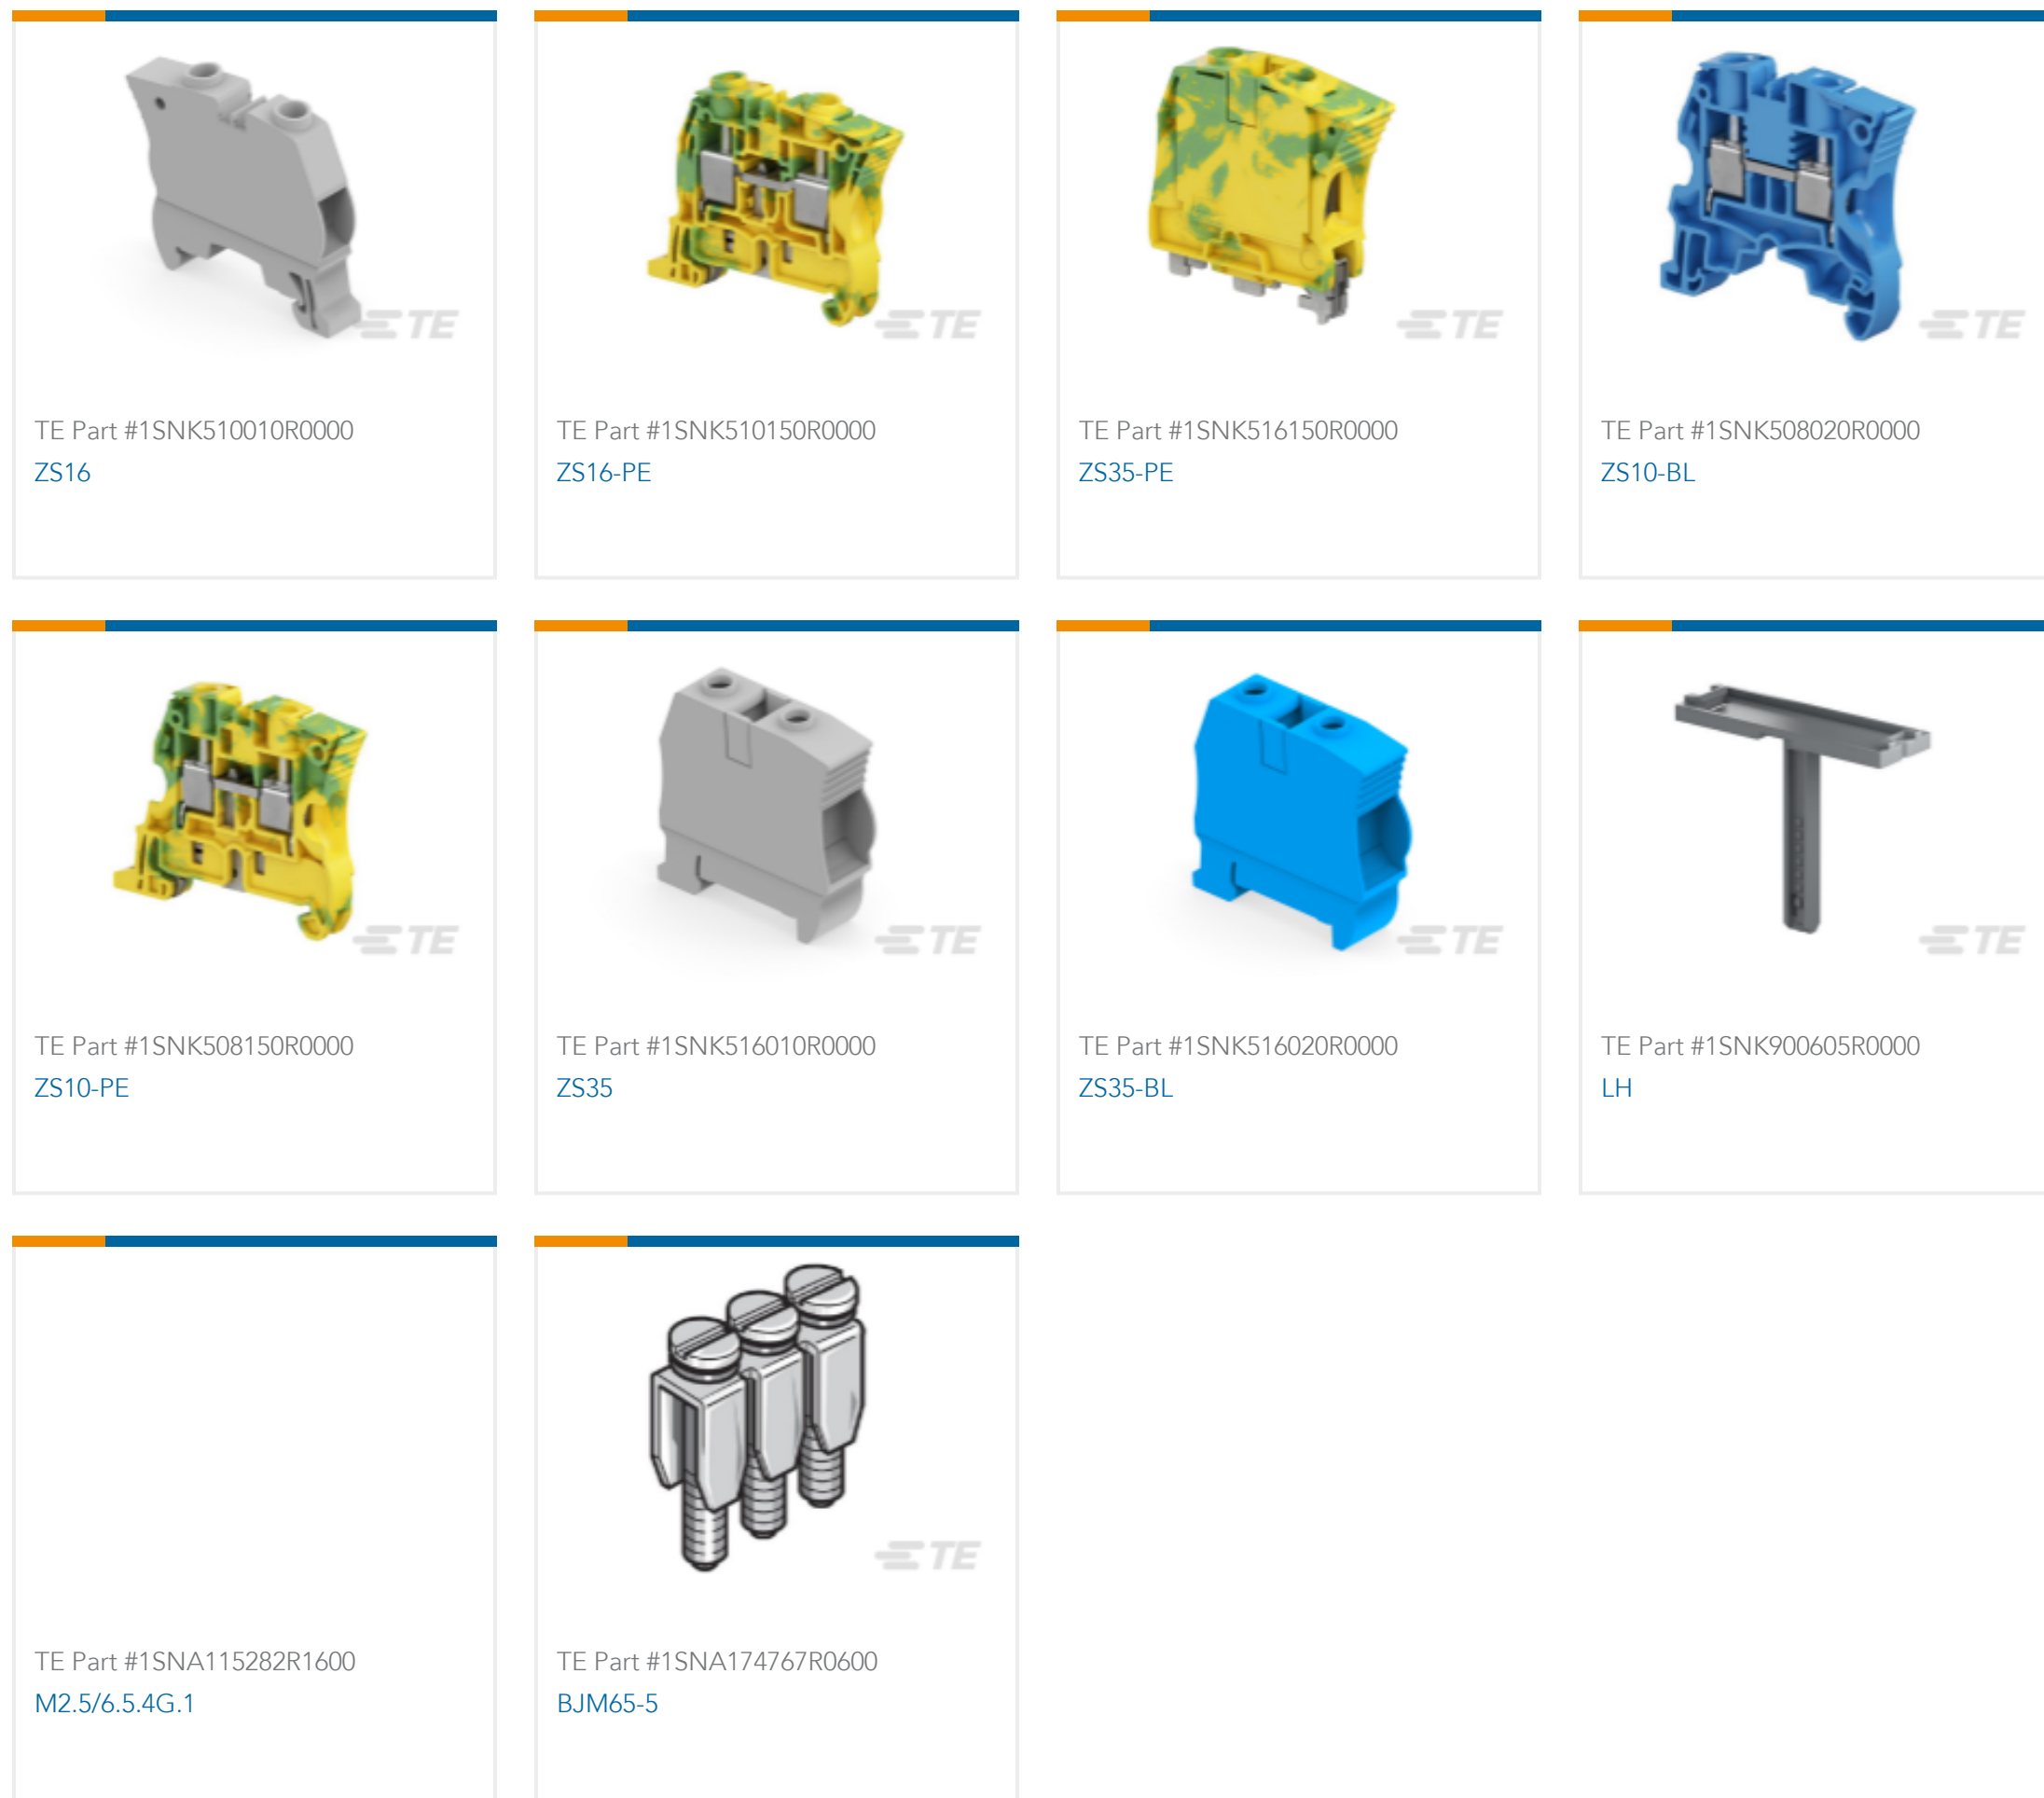 TE
TE
TE
TE
TE Part #1SNK510010R0000
ZS16
TE Part #1SNK510150R0000
ZS16-PE
TE Part #1SNK516150R0000
ZS35-PE
TE Part #1SNK508020R0000
ZS10-BL
TE
TE
TE
TE
TE Part #1SNK508150R0000
ZS10-PE
TE Part #1SNK516010R0000
ZS35
TE Part #1SNK516020R0000
ZS35-BL
TE Part #1SNK900605R0000
LH
TE
TE Part #1SNA115282R1600
M2.5/6.5.4G.1
TE Part #1SNA174767R0600
BJM65-5